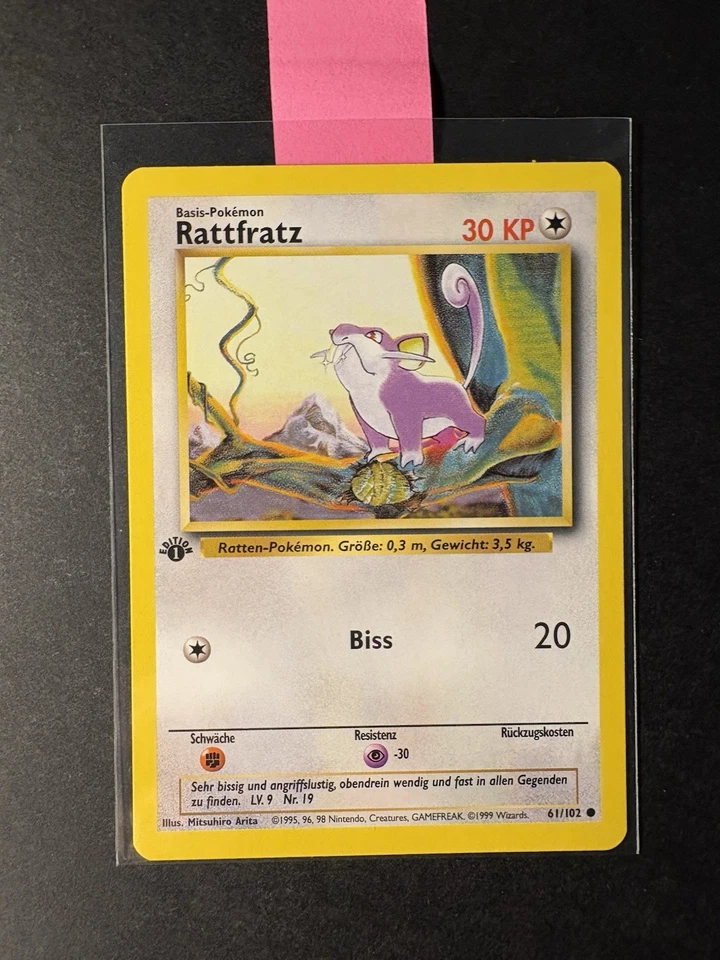 Basis-Pokémon
Rattfratz
30 KP
EDITION
1
Ratten-Pokémon. Größe: 0,3 m, Gewicht: 3,5 kg.
Biss 20
Schwäche Resistenz Rückzugskosten
-30
Sehr bissig und angriffslustig, obendrein wendig und fast in allen Gegenden
zu finden. LV. 9 Nr. 19
Illus. Mitsuhiro Arita ©1995, 96, 98 Nintendo, Creatures, GAMEFREAK. ©1999 Wizards. 61/102